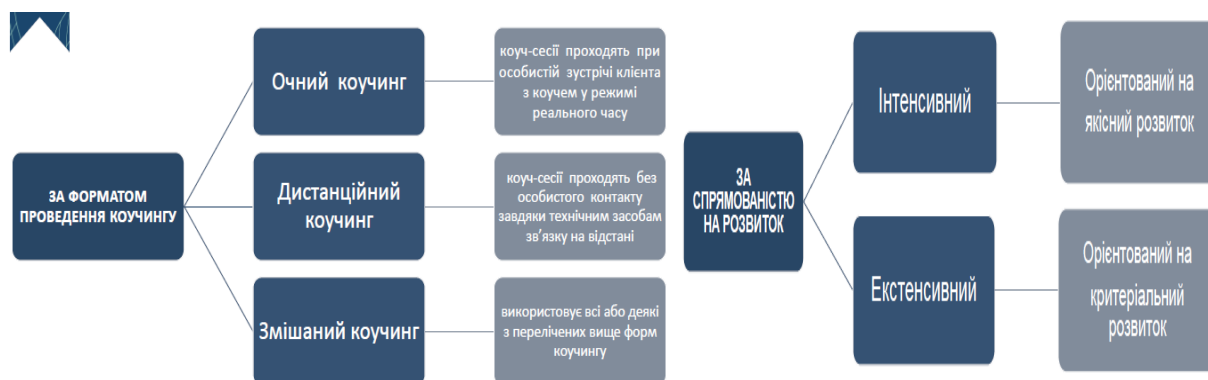 ЗА ФОРМАТОМ
ПРОВЕДЕННЯ КОУЧИНГУ
Очний коучинг
коуч-сесії проходять при
особистій зустрічі клієнта
з коучем у режимі
реального часу
Дистанційний
коучинг
коуч-сесії проходять без
особистого контакту
завдяки технічним засобам
зв’язку на відстані
Змішаний коучинг
використовує всі або деякі
з перелічених вище форм
коучингу
ЗА
СПРЯМОВАНІСТЮ
НА РОЗВИТОК
Інтенсивний
Орієнтований на
якісний розвиток
Екстенсивний
Орієнтований на
критеріальний
розвиток